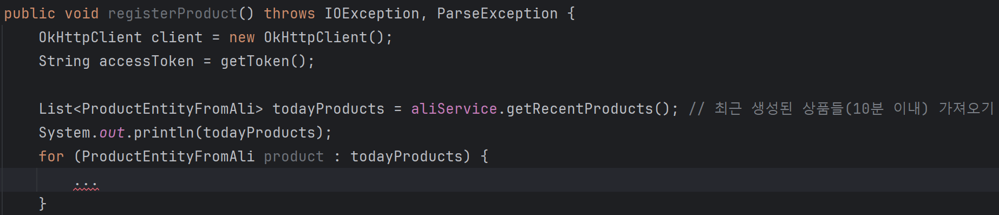 public void registerProduct() throws IOException, ParseException {
OkHttpClient client = new OkHttpClient();
String accessToken = getToken();
List<ProductEntityFromAli> todayProducts = aliService.getRecentProducts(); // 최근 생성된 상품들(10분 이내) 가져오기
System.out.println(todayProducts);
for (ProductEntityFromAli product : todayProducts) {
...
}